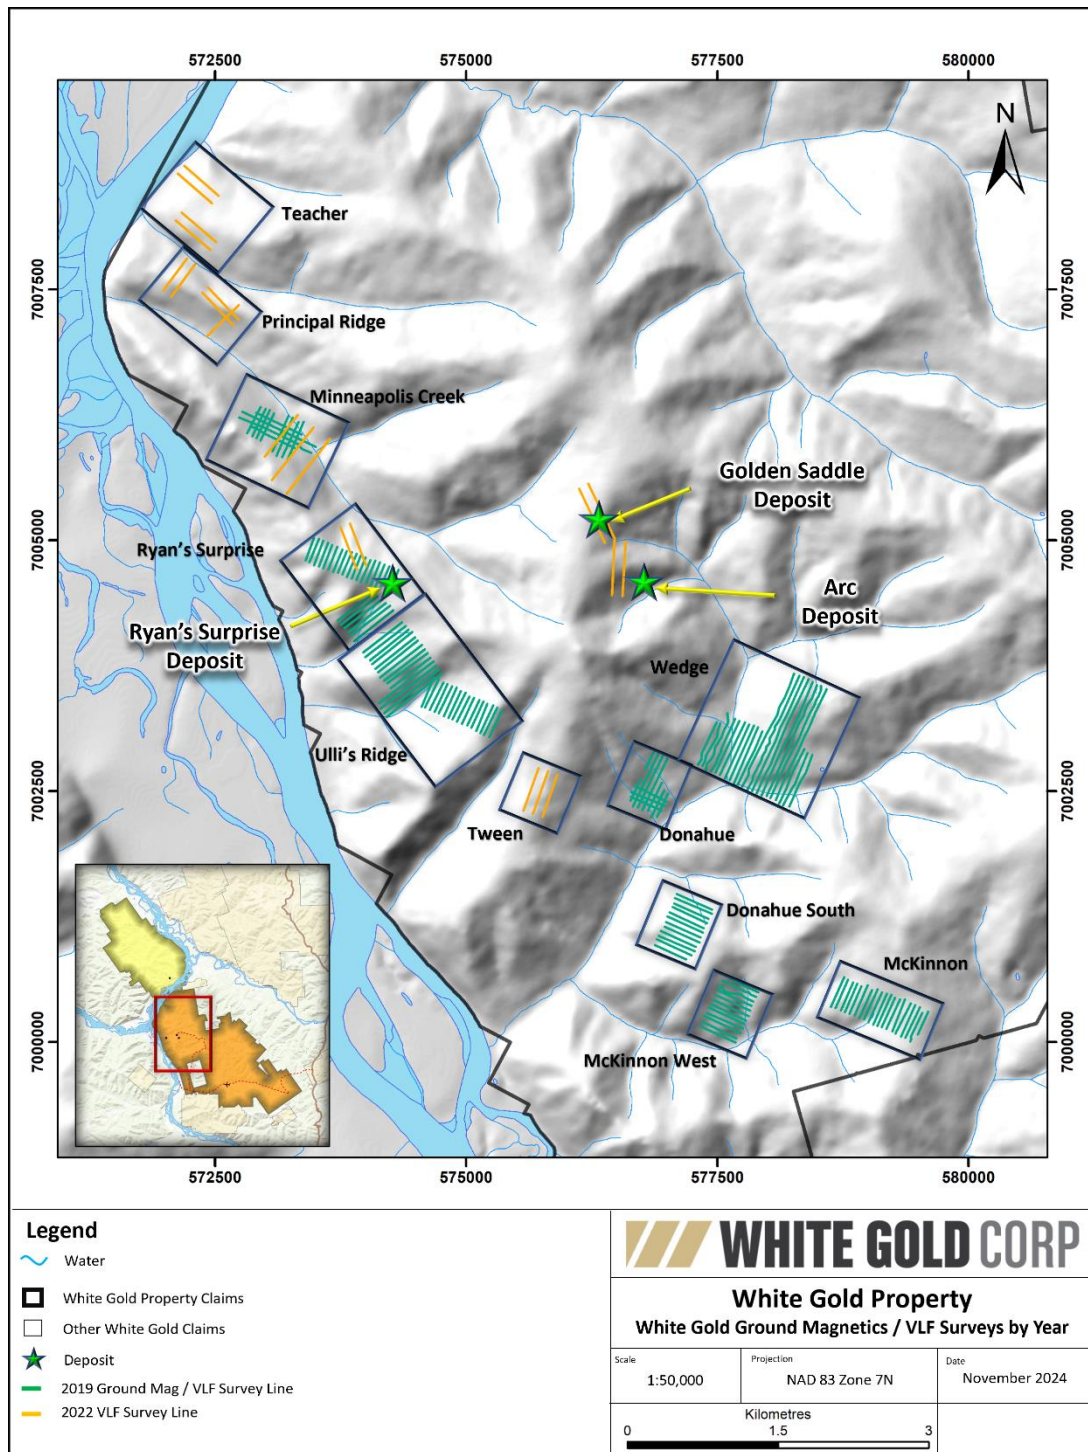 572500 575000 577500 580000
N
Teacher
7007500
7007500
Principal Ridge
Minneapolis Creek
Golden Saddle
Deposit
7005000
7005000
Ryan's Surprise
Arc
Deposit
Ryan's Surprise
Deposit
Wedge
Ulli's Ridge
7002500
7002500
Tween
Donahue
Donahue South
McKinnon
7000000
7000000
McKinnon West
572500 575000 577500 580000
Legend
Water
White Gold Property Claims
Other White Gold Claims
Deposit
2019 Ground Mag / VLF Survey Line
2022 VLF Survey Line
WHITE GOLD CORP
White Gold Property
White Gold Ground Magnetics / VLF Surveys by Year
Scale
1:50,000
Projection
NAD 83 Zone 7N
Date
November 2024
Kilometres
0 1.5 3